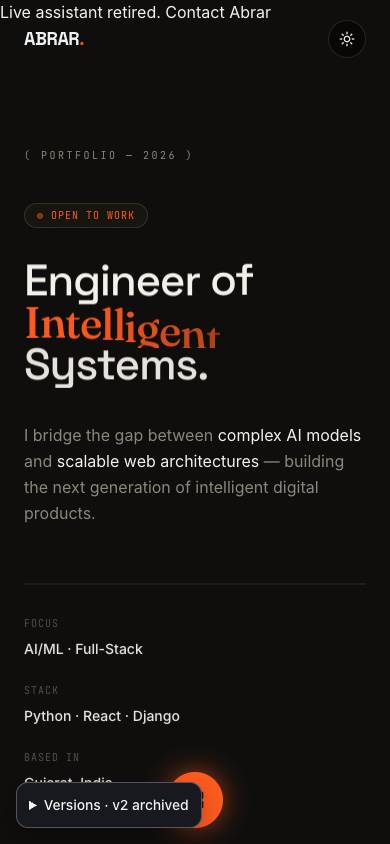 Live assistant retired. Contact Abrar
ABRAR.
( PORTFOLIO — 2026 )
OPEN TO WORK
Engineer of
Intelligent
Systems.
I bridge the gap between complex AI models
and scalable web architectures — building
the next generation of intelligent digital
products.
FOCUS
AI/ML · Full-Stack
STACK
Python · React · Django
BASED IN
Gujarat, India
Versions · v2 archived